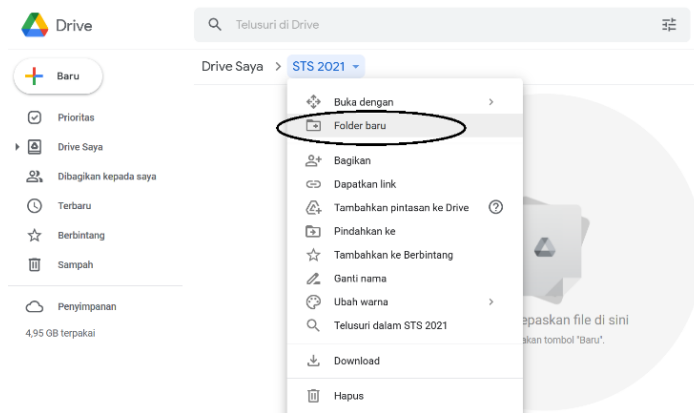 Drive
Telusuri di Drive
Baru
Drive Saya > STS 2021
Prioritas
Drive Saya
Dibagikan kepada saya
Terbaru
Berbintang
Sampah
Penyimpanan
4,95 GB terpakai
Buka dengan
Folder baru
Bagikan
Dapatkan link
Tambahkan pintasan ke Drive
Pindahkan ke
Tambahkan ke Berbintang
Ganti nama
Ubah warna
Telusuri dalam STS 2021
Download
Hapus
epaskan file di sini
akan tombol "Baru".